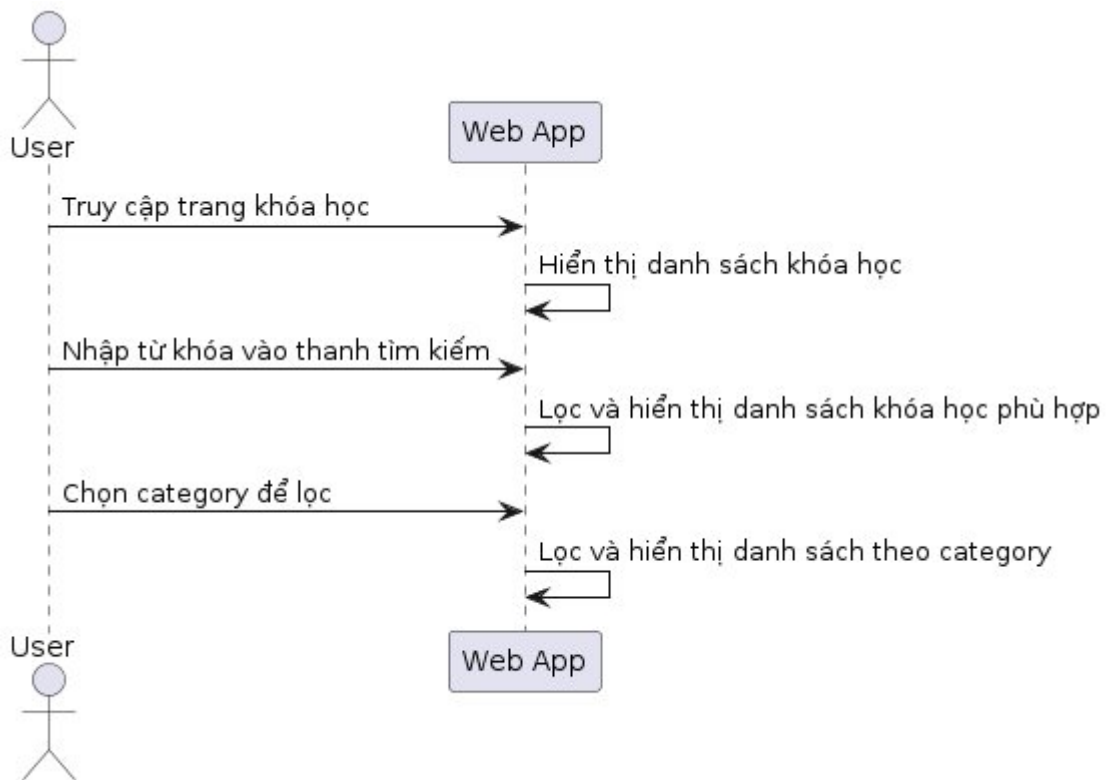 User
Web App
Truy cập trang khóa học
Hiển thị danh sách khóa học
Nhập từ khóa vào thanh tìm kiếm
Lọc và hiển thị danh sách khóa học phù hợp
Chọn category để lọc
Lọc và hiển thị danh sách theo category
User
Web App